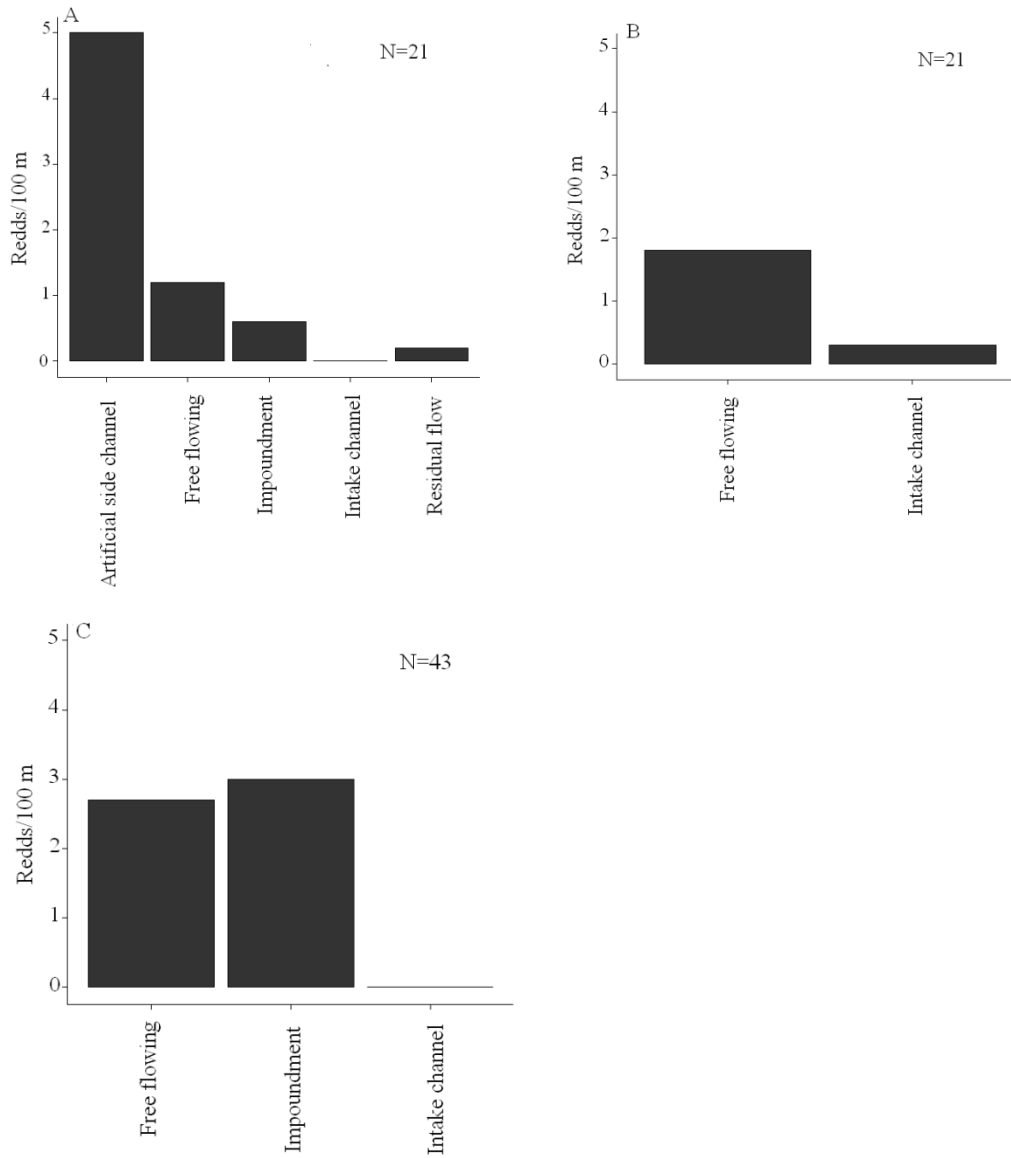 A
N=21
Redds/100 m
5
4
3
2
1
0
Artificial side channel
Free flowing
Impoundment
Intake channel
Residual flow
B
N=21
Redds/100 m
5
4
3
2
1
0
Free flowing
Intake channel
C
N=43
Redds/100 m
5
4
3
2
1
0
Free flowing
Impoundment
Intake channel